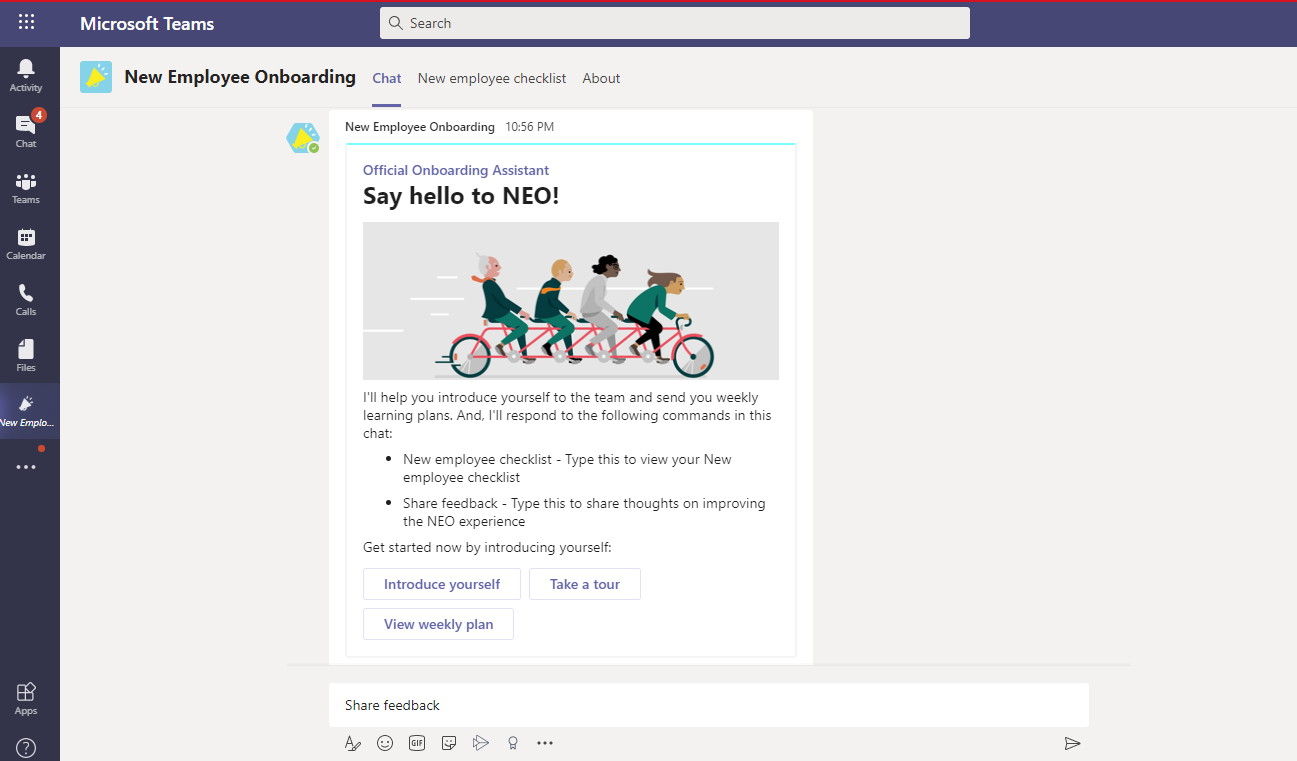 Microsoft Teams
Search
Activity
4
Chat
Teams
Calendar
Calls
Files
New Emplo...
Apps
?
New Employee Onboarding
Chat
New employee checklist
About
New Employee Onboarding 10:56 PM
Official Onboarding Assistant
Say hello to NEO!
I'll help you introduce yourself to the team and send you weekly
learning plans. And, I'll respond to the following commands in this
chat:
• New employee checklist - Type this to view your New
employee checklist
• Share feedback - Type this to share thoughts on improving
the NEO experience
Get started now by introducing yourself:
Introduce yourself
Take a tour
View weekly plan
Share feedback
GIF